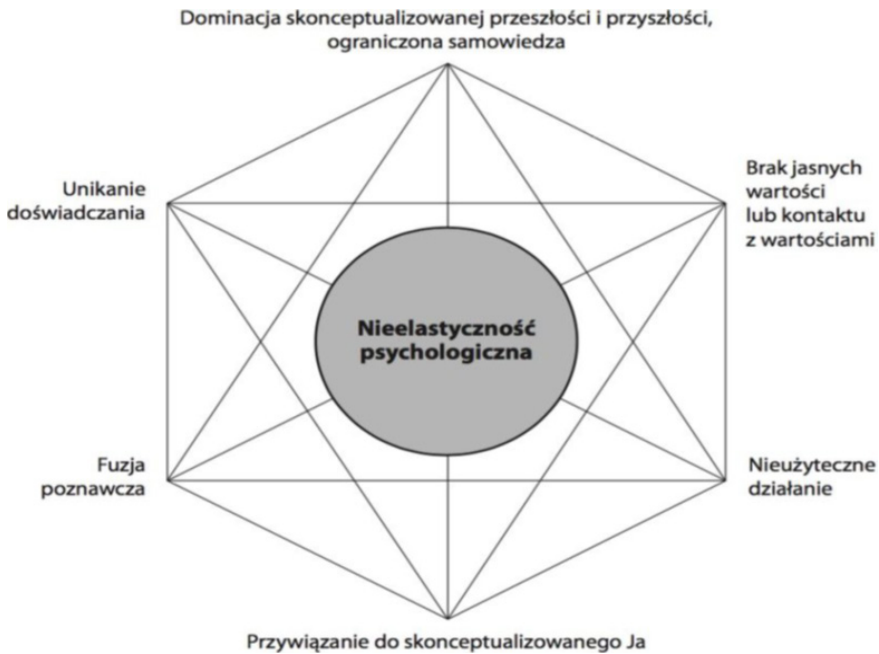 Dominacja skonceptualizowanej przeszłości i przyszłości,
ograniczona samowiedza
Unikanie
doświadczania
Brak jasnych
wartości
lub kontaktu
z wartościami
Nieelastyczność
psychologiczna
Fuzja
poznawcza
Nieużyteczne
działanie
Przywiązanie do skonceptualizowanego Ja